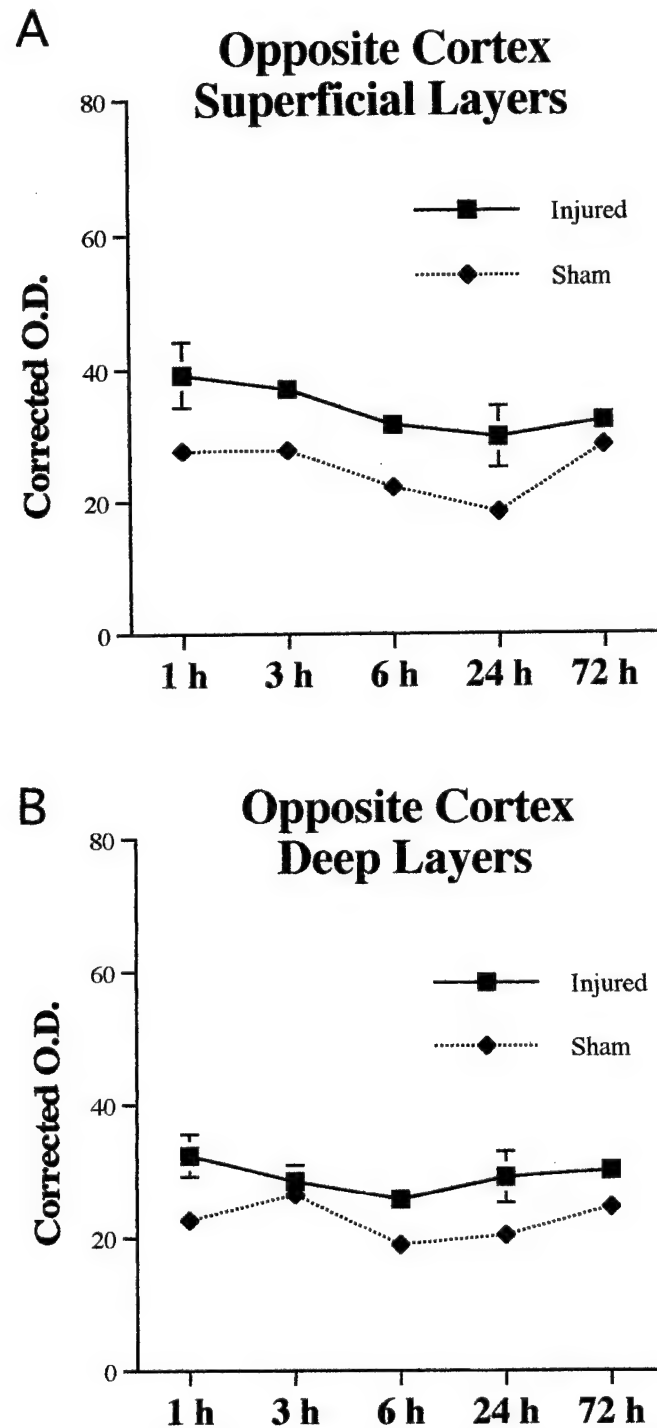 A
Opposite Cortex
Superficial Layers
80
60
40
20
0
Corrected O.D.
Injured
Sham
1 h 3 h 6 h 24 h 72 h
B
Opposite Cortex
Deep Layers
80
60
40
20
0
Corrected O.D.
Injured
Sham
1 h 3 h 6 h 24 h 72 h